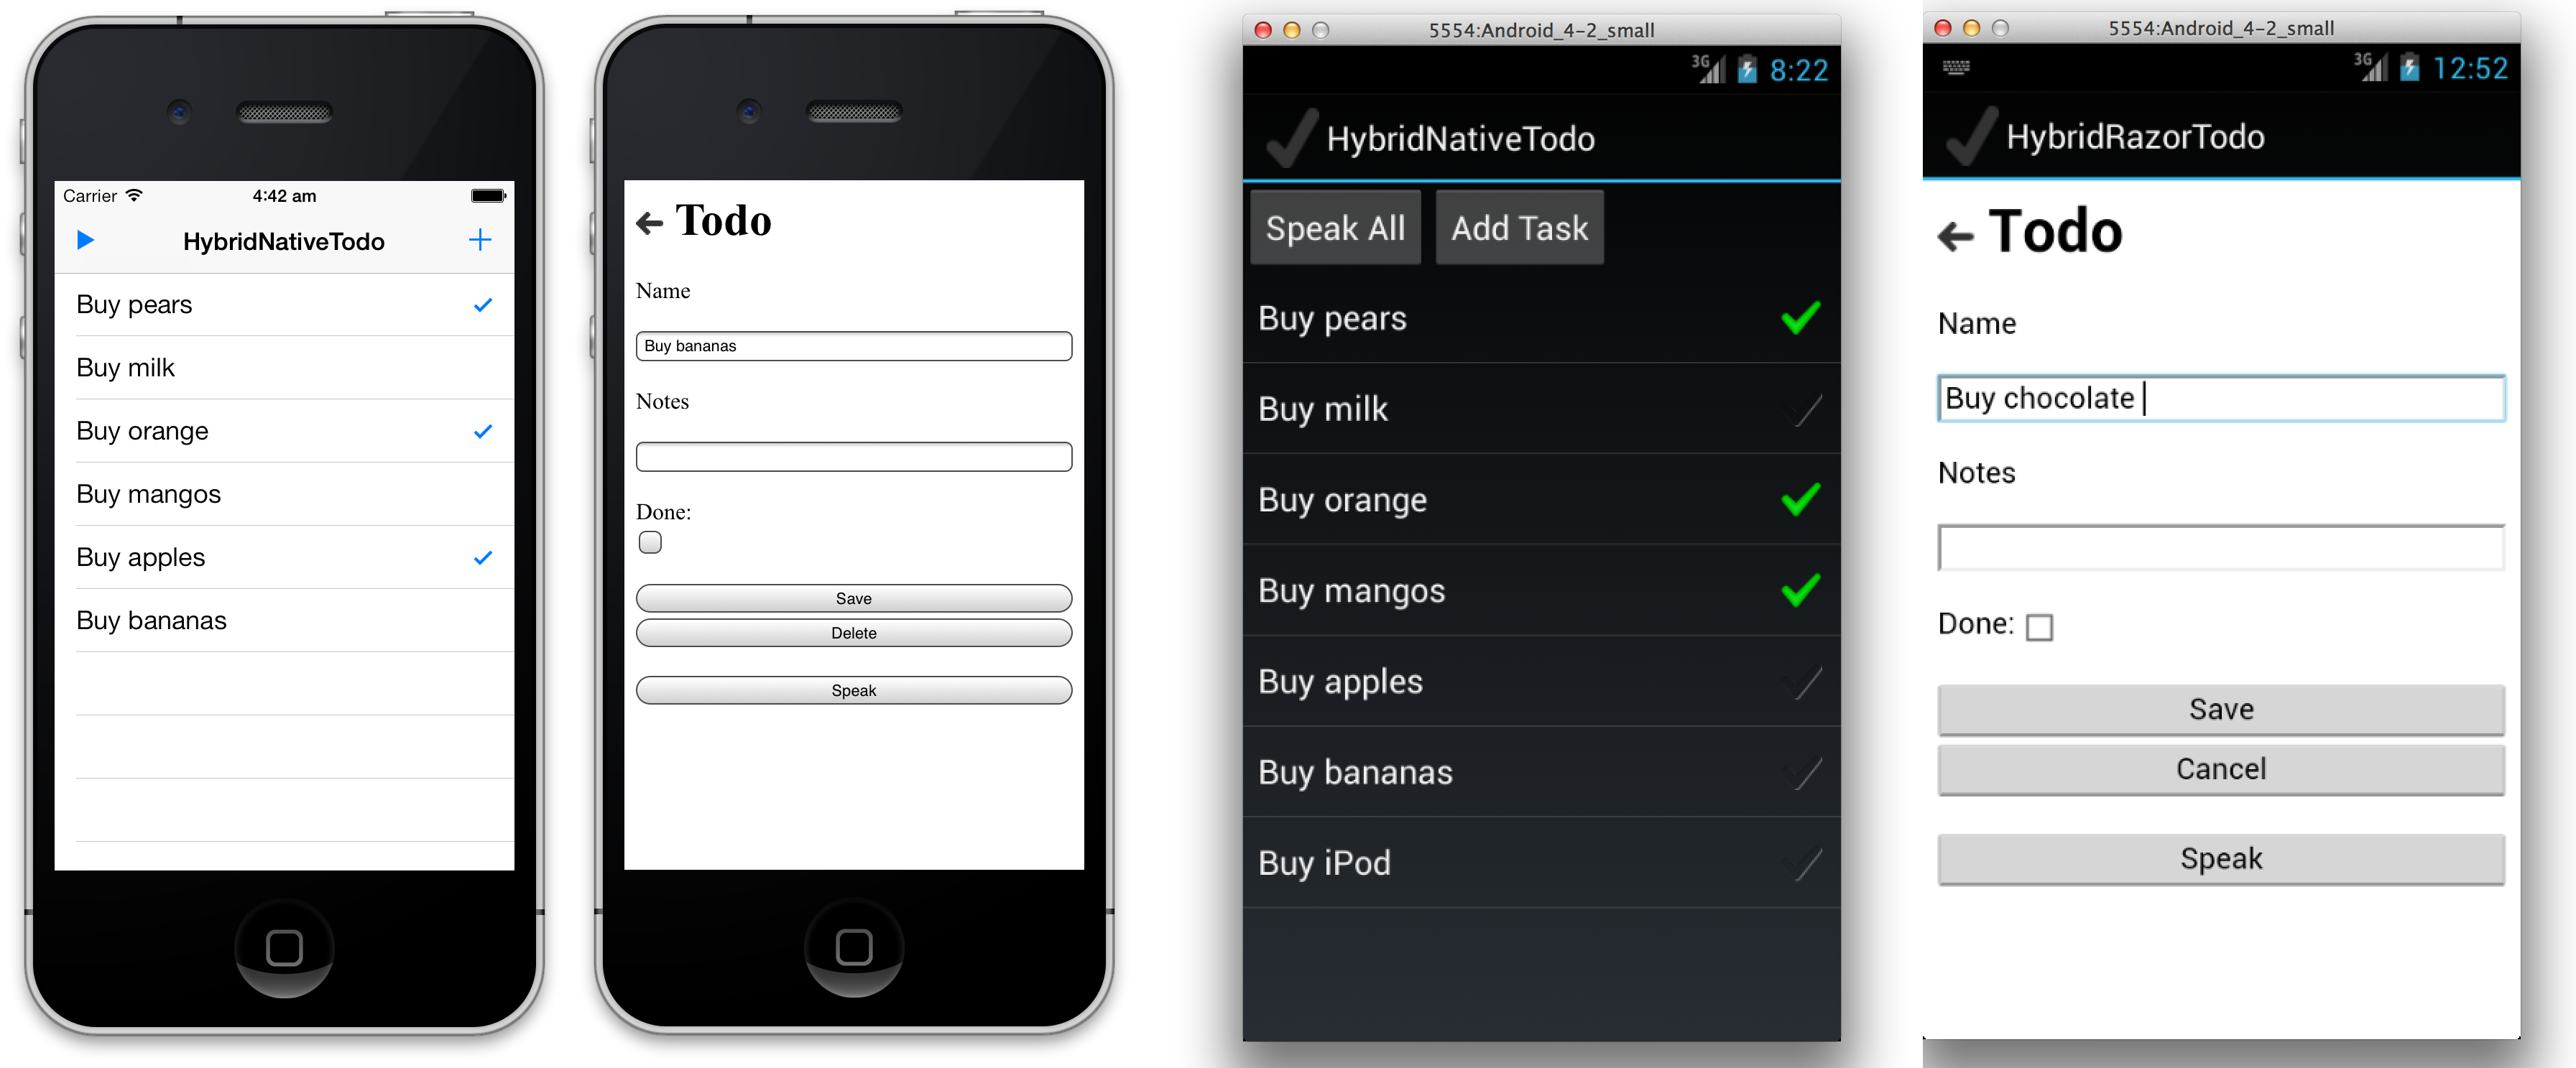 Carrier 4:42 am
HybridNativeTodo
Buy pears
Buy milk
Buy orange
Buy mangos
Buy apples
Buy bananas
Todo
Name
Buy bananas
Notes
Done:
Save
Delete
Speak
5554:Android_4-2_small
3G 8:22
HybridNativeTodo
Speak All Add Task
Buy pears
Buy milk
Buy orange
Buy mangos
Buy apples
Buy bananas
Buy iPod
5554:Android_4-2_small
3G 12:52
HybridRazorTodo
Todo
Name
Buy chocolate
Notes
Done:
Save
Cancel
Speak